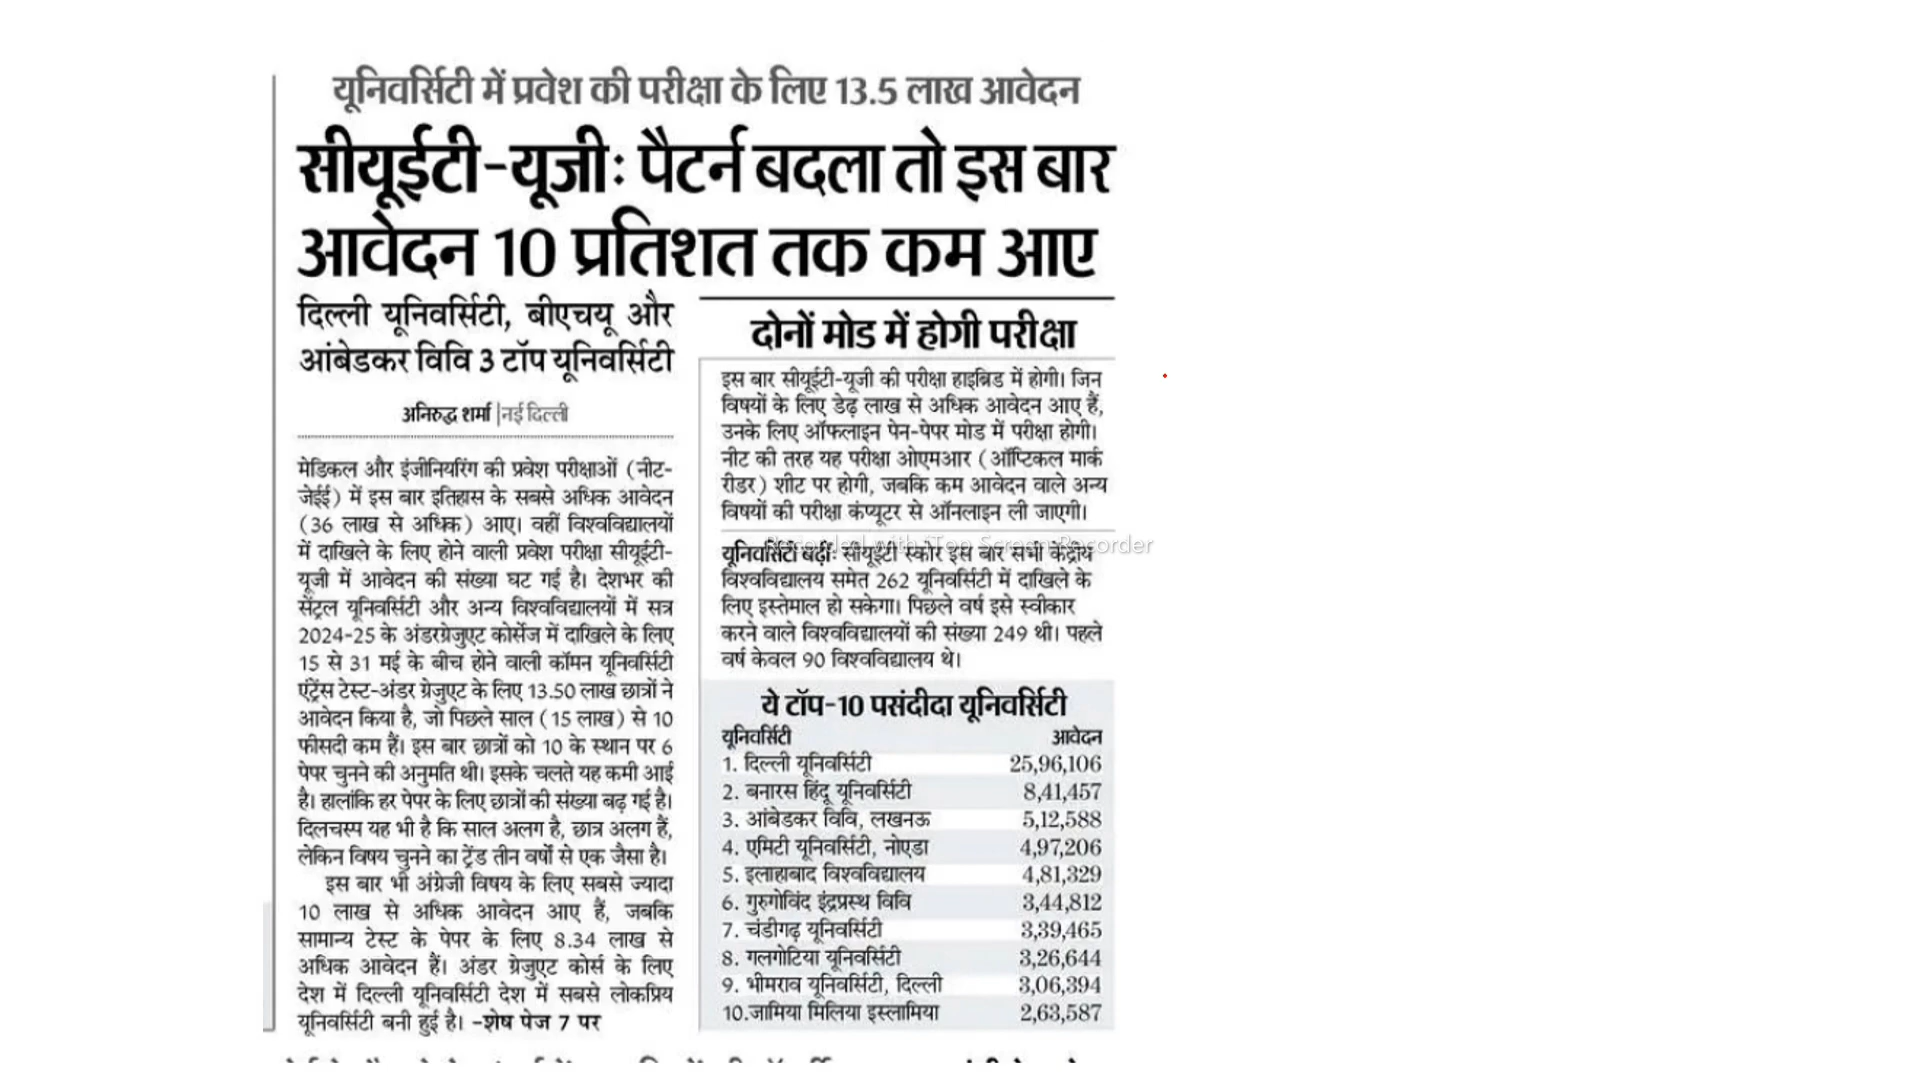 यूनिवर्सिटी में प्रवेश की परीक्षा के लिए 13.5 लाख आवेदन
सीयूईटी-यूजी: पैटर्न बदला तो इस बार
आवेदन 10 प्रतिशत तक कम आए
दिल्ली यूनिवर्सिटी, बीएचयू और
आंबेडकर विवि 3 टॉप यूनिवर्सिटी
अनिरुद्ध शर्मा | नई दिल्ली
मेडिकल और इंजीनियरिंग की प्रवेश परीक्षाओं (नीट-
जेईई) में इस बार इतिहास के सबसे अधिक आवेदन
(36 लाख से अधिक) आए। वहीं विश्वविद्यालयों
में दाखिले के लिए होने वाली प्रवेश परीक्षा सीयूईटी-
यूजी में आवेदन की संख्या घट गई है। देशभर की
सेंट्रल यूनिवर्सिटी और अन्य विश्वविद्यालयों में सत्र
2024-25 के अंडरग्रेजुएट कोर्सेज में दाखिले के लिए
15 से 31 मई के बीच होने वाली कॉमन यूनिवर्सिटी
एंट्रेंस टेस्ट-अंडर ग्रेजुएट के लिए 13.50 लाख छात्रों ने
आवेदन किया है, जो पिछले साल (15 लाख) से 10
फीसदी कम हैं। इस बार छात्रों को 10 के स्थान पर 6
पेपर चुनने की अनुमति थी। इसके चलते यह कमी आई
है। हालांकि हर पेपर के लिए छात्रों की संख्या बढ़ गई है।
दिलचस्प यह भी है कि साल अलग है, छात्र अलग हैं,
लेकिन विषय चुनने का ट्रेंड तीन वर्षों से एक जैसा है।
इस बार भी अंग्रेजी विषय के लिए सबसे ज्यादा
10 लाख से अधिक आवेदन आए हैं, जबकि
सामान्य टेस्ट के पेपर के लिए 8.34 लाख से
अधिक आवेदन हैं। अंडर ग्रेजुएट कोर्स के लिए
देश में दिल्ली यूनिवर्सिटी देश में सबसे लोकप्रिय
यूनिवर्सिटी बनी हुई है। -शेष पेज 7 पर
दोनों मोड में होगी परीक्षा
इस बार सीयूईटी-यूजी की परीक्षा हाइब्रिड में होगी। जिन
विषयों के लिए डेढ़ लाख से अधिक आवेदन आए हैं,
उनके लिए ऑफलाइन पेन-पेपर मोड में परीक्षा होगी।
नीट की तरह यह परीक्षा ओएमआर (ऑप्टिकल मार्क
रीडर) शीट पर होगी, जबकि कम आवेदन वाले अन्य
विषयों की परीक्षा कंप्यूटर से ऑनलाइन ली जाएगी।
Recorded with iTop Screen Recorder
यूनिवर्सिटी बढ़ीं: सीयूईटी स्कोर इस बार सभी केंद्रीय
विश्वविद्यालय समेत 262 यूनिवर्सिटी में दाखिले के
लिए इस्तेमाल हो सकेगा। पिछले वर्ष इसे स्वीकार
करने वाले विश्वविद्यालयों की संख्या 249 थी। पहले
वर्ष केवल 90 विश्वविद्यालय थे।
ये टॉप-10 पसंदीदा यूनिवर्सिटी
यूनिवर्सिटी आवेदन
1. दिल्ली यूनिवर्सिटी 25,96,106
2. बनारस हिंदू यूनिवर्सिटी 8,41,457
3. आंबेडकर विवि, लखनऊ 5,12,588
4. एमिटी यूनिवर्सिटी, नोएडा 4,97,206
5. इलाहाबाद विश्वविद्यालय 4,81,329
6. गुरुगोविंद इंद्रप्रस्थ विवि 3,44,812
7. चंडीगढ़ यूनिवर्सिटी 3,39,465
8. गलगोटिया यूनिवर्सिटी 3,26,644
9. भीमराव यूनिवर्सिटी, दिल्ली 3,06,394
10.जामिया मिलिया इस्लामिया 2,63,587